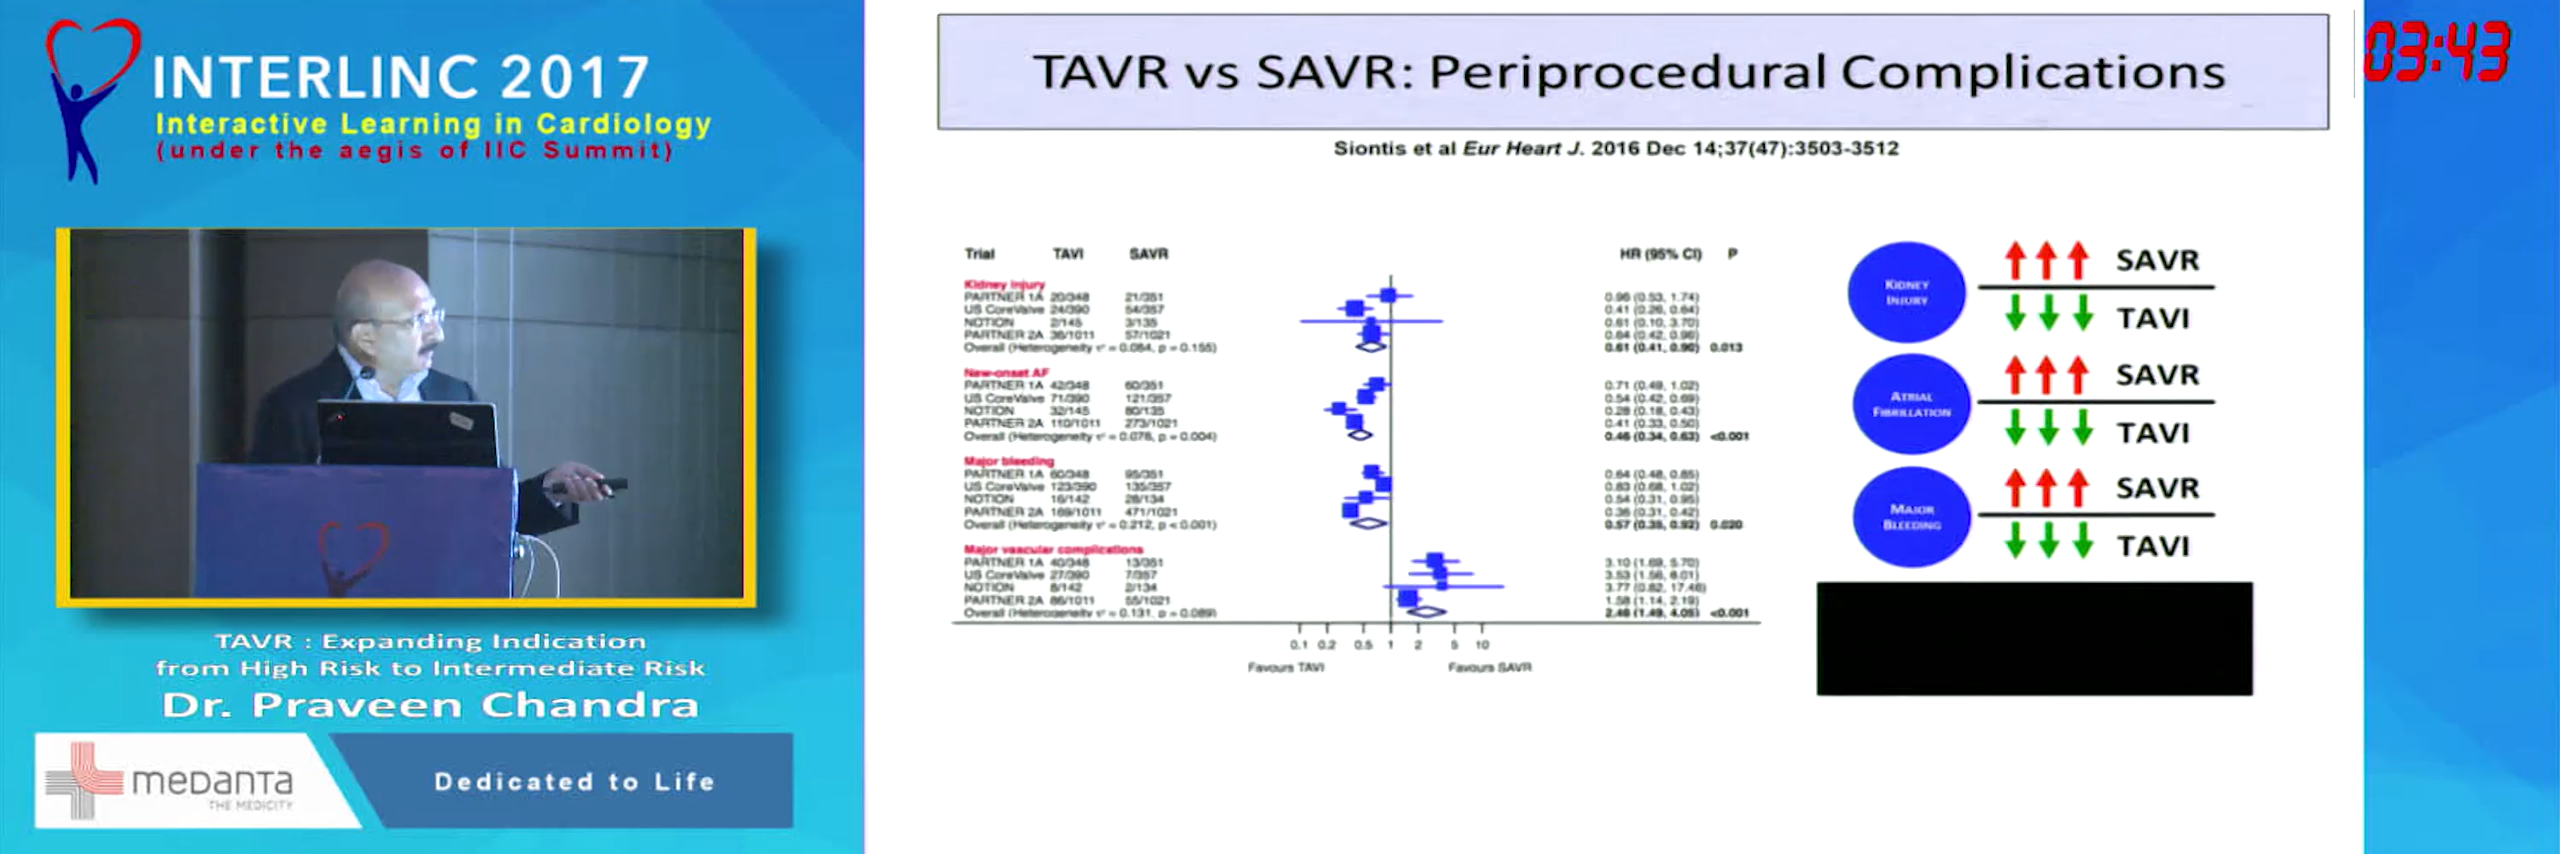 INTERLINC 2017
Interactive Learning in Cardiology
(under the aegis of IIC Summit)
TAVR : Expanding Indication
from High Risk to Intermediate Risk
Dr. Praveen Chandra
medanta
THE MEDICITY
Dedicated to Life
TAVR vs SAVR: Periprocedural Complications
03:43
Siontis et al Eur Heart J. 2016 Dec 14;37(47):3503-3512
Trial TAVI SAVR HR (95% CI) P
Kidney injury
PARTNER 1A 20/348 21/351 0.96 (0.53, 1.74)
US CoreValve 24/390 54/357 0.41 (0.26, 0.64)
NOTION 2/145 3/135 0.61 (0.10, 3.70)
PARTNER 2A 36/1011 57/1021 0.64 (0.42, 0.96)
Overall (Heterogeneity τ² = 0.084, p = 0.155) 0.61 (0.41, 0.90) 0.013
New-onset AF
PARTNER 1A 42/348 60/351 0.71 (0.49, 1.02)
US CoreValve 71/390 121/357 0.54 (0.42, 0.69)
NOTION 32/145 80/135 0.28 (0.18, 0.43)
PARTNER 2A 110/1011 273/1021 0.41 (0.33, 0.50)
Overall (Heterogeneity τ² = 0.076, p = 0.004) 0.46 (0.34, 0.63) <0.001
Major bleeding
PARTNER 1A 60/348 95/351 0.64 (0.48, 0.85)
US CoreValve 123/390 135/357 0.83 (0.68, 1.02)
NOTION 16/142 28/134 0.54 (0.31, 0.95)
PARTNER 2A 169/1011 471/1021 0.36 (0.31, 0.42)
Overall (Heterogeneity τ² = 0.212, p < 0.001) 0.57 (0.35, 0.92) 0.020
Major vascular complications
PARTNER 1A 40/348 13/351 3.10 (1.69, 5.70)
US CoreValve 27/390 7/357 3.53 (1.56, 8.01)
NOTION 8/142 2/134 3.77 (0.82, 17.46)
PARTNER 2A 86/1011 55/1021 1.58 (1.14, 2.19)
Overall (Heterogeneity τ² = 0.131, p = 0.089) 2.46 (1.49, 4.05) <0.001
0.1 0.2 0.5 1 2 5 10
Favours TAVI Favours SAVR
KIDNEY
INJURY
SAVR
TAVI
ATRIAL
FIBRILLATION
SAVR
TAVI
MAJOR
BLEEDING
SAVR
TAVI